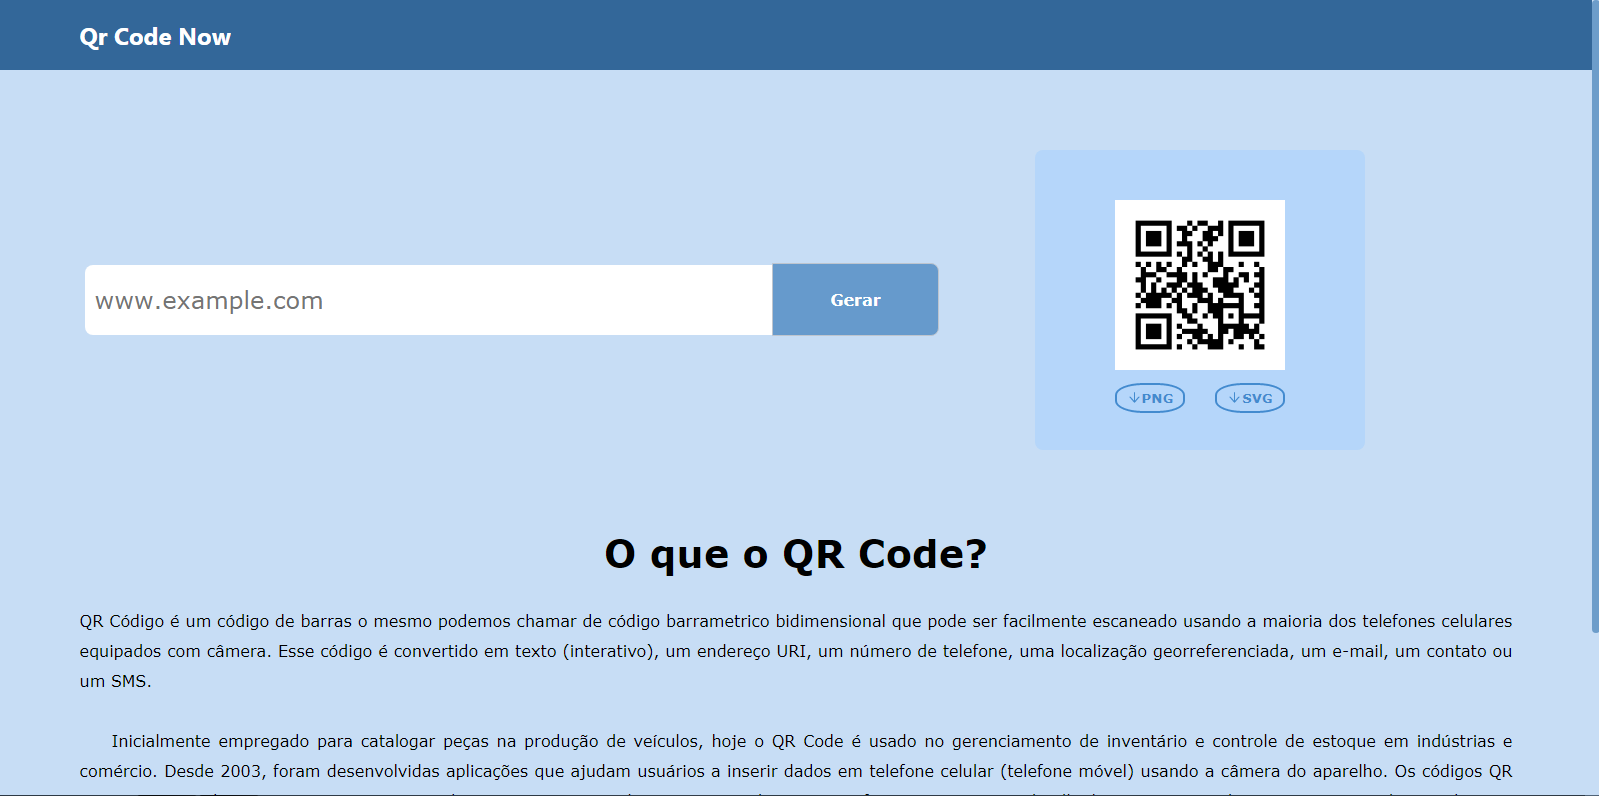 Qr Code Now
www.example.com
Gerar
PNG
SVG
O que o QR Code?
QR Código é um código de barras o mesmo podemos chamar de código barrametrico bidimensional que pode ser facilmente escaneado usando a maioria dos telefones celulares
equipados com câmera. Esse código é convertido em texto (interativo), um endereço URI, um número de telefone, uma localização georreferenciada, um e-mail, um contato ou
um SMS.
Inicialmente empregado para catalogar peças na produção de veículos, hoje o QR Code é usado no gerenciamento de inventário e controle de estoque em indústrias e
comércio. Desde 2003, foram desenvolvidas aplicações que ajudam usuários a inserir dados em telefone celular (telefone móvel) usando a câmera do aparelho. Os códigos QR